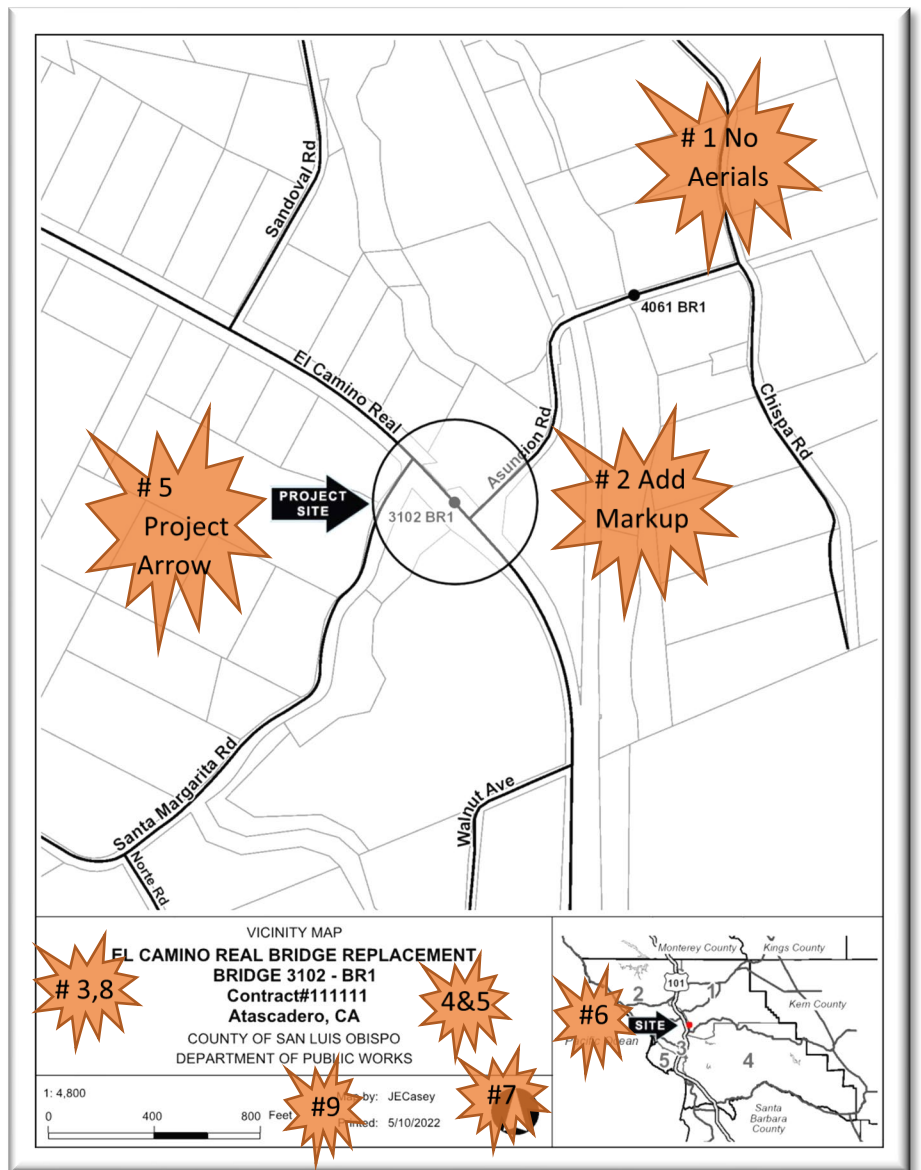 # 1 No
Aerials
Sandoval Rd
4061 BR1
El Camino Real
Chispa Rd
Asuncion Rd
# 5
Project
Arrow
PROJECT
SITE
3102 BR1
# 2 Add
Markup
Santa Margarita Rd
Norte Rd
Walnut Ave
VICINITY MAP
EL CAMINO REAL BRIDGE REPLACEMENT
BRIDGE 3102 - BR1
Contract#111111
Atascadero, CA
COUNTY OF SAN LUIS OBISPO
DEPARTMENT OF PUBLIC WORKS
# 3,8
4&5
1: 4,800
0 400 800 Feet
#9
by: JECasey
5/10/2022
#7
Monterey County
Kings County
101
2
1
Kern County
#6
SITE
3
5
4
Santa
Barbara
County